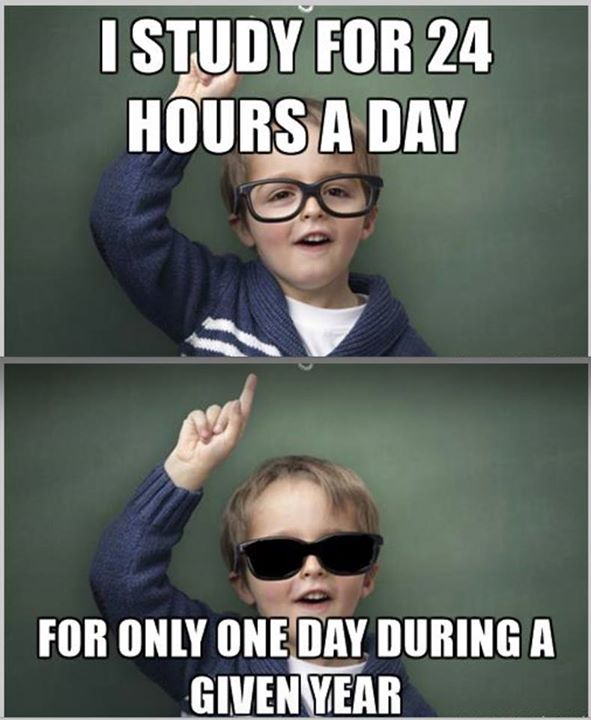 I STUDY FOR 24
HOURS A DAY
FOR ONLY ONE DAY DURING A
GIVEN YEAR